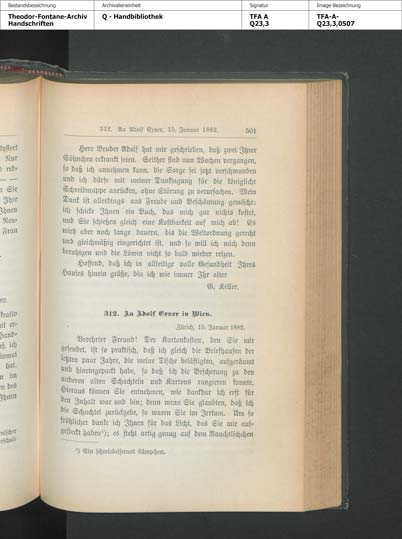 Bestandsbezeichnung
Archivalieneinheit
Signatur
Image-Bezeichnung
Theodor-Fontane-Archiv
Handschriften
Q - Handbibliothek
TFA A
Q23,3
TFA-A-
Q23,3,0507
312. An Adolf Exner, 15. Januar 1882. 501
Herr Bruder Adolf hat mir geschrieben, daß zwei Ihrer
Söhnchen erkrankt seien. Seither sind nun Wochen vergangen,
so daß ich annehmen kann, die Sorge sei jetzt verschwunden
und ich dürfe mit meiner Danksagung für die königliche
Schreibmappe anrücken, ohne Störung zu verursachen. Mein
Dank ist allerdings aus Freude und Beschämung gemischt:
ich schicke Ihnen ein Buch, das mich gar nichts kostet,
und Sie schießen gleich eine Kostbarkeit auf mich ab! Es
wird aber noch lange dauern, bis die Weltordnung gerecht
und gleichmäßig eingerichtet ist, und so will ich mich denn
beruhigen und die Löwin nicht so bald wieder reizen.
Hoffend, daß ich in allseitige volle Gesundheit Ihres
Hauses hinein grüße, bin ich wie immer Ihr alter
G. Keller.
312. An Adolf Exner in Wien.
Zürich, 15. Januar 1882.
Verehrter Freund! Der Kartonkasten, den Sie mir
gesendet, ist so praktisch, daß ich gleich die Briefhaufen der
letzten paar Jahre, die meine Tische belästigten, aufgeräumt
und hineingepackt habe, so daß ich die Bescherung zu den
anderen alten Schachteln und Kartons rangieren konnte.
Hieraus können Sie entnehmen, wie dankbar ich erst für
den Inhalt war und bin; denn wenn Sie glaubten, daß ich
die Schachtel zurückgebe, so waren Sie im Irrtum. Um so
fröhlicher danke ich Ihnen für das Licht, das Sie mir auf-
gesteckt haben¹); es steht artig genug auf dem Rauchtischchen
¹) Ein schmiedeisernes Lämpchen.